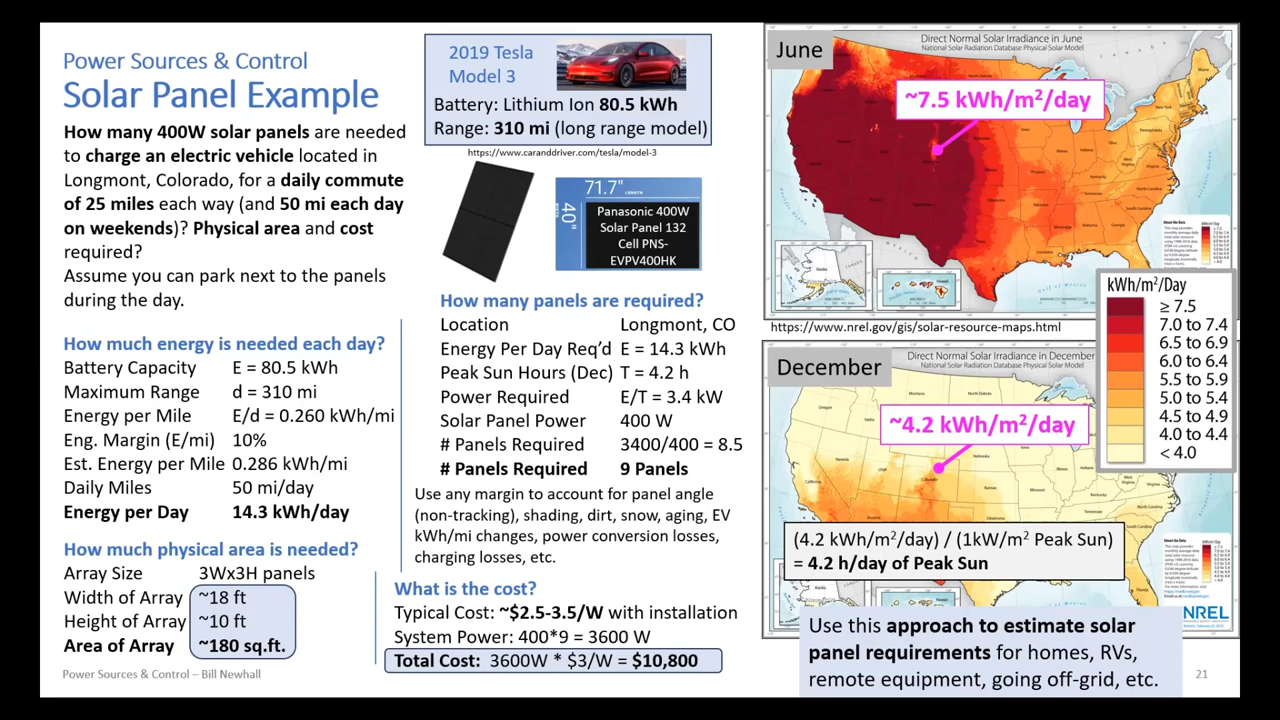 Power Sources & Control
Solar Panel Example
How many 400W solar panels are needed
to charge an electric vehicle located in
Longmont, Colorado, for a daily commute
of 25 miles each way (and 50 mi each day
on weekends)? Physical area and cost
required?
Assume you can park next to the panels
during the day.
How much energy is needed each day?
Battery Capacity E = 80.5 kWh
Maximum Range d = 310 mi
Energy per Mile E/d = 0.260 kWh/mi
Eng. Margin (E/mi) 10%
Est. Energy per Mile 0.286 kWh/mi
Daily Miles 50 mi/day
Energy per Day 14.3 kWh/day
How much physical area is needed?
Array Size 3Wx3H panels
Width of Array ~18 ft
Height of Array ~10 ft
Area of Array ~180 sq.ft.
Power Sources & Control – Bill Newhall
2019 Tesla
Model 3
Battery: Lithium Ion 80.5 kWh
Range: 310 mi (long range model)
https://www.caranddriver.com/tesla/model-3
71.7" LENGTH
40"
Panasonic 400W
Solar Panel 132
Cell PNS-
EVPV400HK
How many panels are required?
Location Longmont, CO
Energy Per Day Req'd E = 14.3 kWh
Peak Sun Hours (Dec) T = 4.2 h
Power Required E/T = 3.4 kW
Solar Panel Power 400 W
# Panels Required 3400/400 = 8.5
# Panels Required 9 Panels
Use any margin to account for panel angle
(non-tracking), shading, dirt, snow, aging, EV
kWh/mi changes, power conversion losses,
charging losses, etc.
What is the cost?
Typical Cost: ~$2.5-3.5/W with installation
System Power: 400*9 = 3600 W
Total Cost: 3600W * $3/W = $10,800
June
Direct Normal Solar Irradiance in June
National Solar Radiation Database Physical Solar Model
~7.5 kWh/m²/day
https://www.nrel.gov/gis/solar-resource-maps.html
kWh/m²/Day
≥ 7.5
7.0 to 7.4
6.5 to 6.9
6.0 to 6.4
5.5 to 5.9
5.0 to 5.4
4.5 to 4.9
4.0 to 4.4
< 4.0
December
Direct Normal Solar Irradiance in December
National Solar Radiation Database Physical Solar Model
~4.2 kWh/m²/day
(4.2 kWh/m²/day) / (1kW/m² Peak Sun)
= 4.2 h/day of Peak Sun
NREL
Use this approach to estimate solar
panel requirements for homes, RVs,
remote equipment, going off-grid, etc.
21